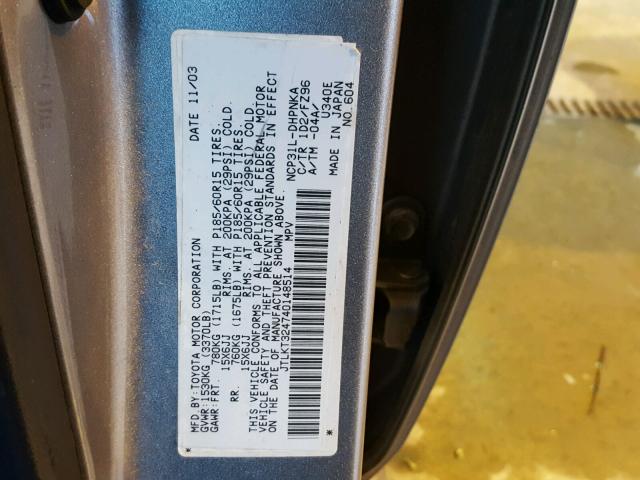 MFD.BY:TOYOTA MOTOR CORPORATION DATE 11/03
GVWR:1530KG (3370LB)
GAWR:FRT. 780KG (1715LB) WITH P185/60R15 TIRES,
15X6JJ RIMS, AT 200KPA (29PSI) COLD.
RR. 760KG (1675LB) WITH P185/60R15 TIRES,
15X6JJ RIMS, AT 200KPA (29PSI) COLD.
THIS VEHICLE CONFORMS TO ALL APPLICABLE FEDERAL MOTOR
VEHICLE SAFETY AND THEFT PREVENTION STANDARDS IN EFFECT
ON THE DATE OF MANUFACTURE SHOWN ABOVE.
JTLKT324740148514 MPV
NCP31L-DHPNKA
C/TR 1D2/FZ96
A/TM -04A/ U340E
MADE IN JAPAN
* NO.604 *